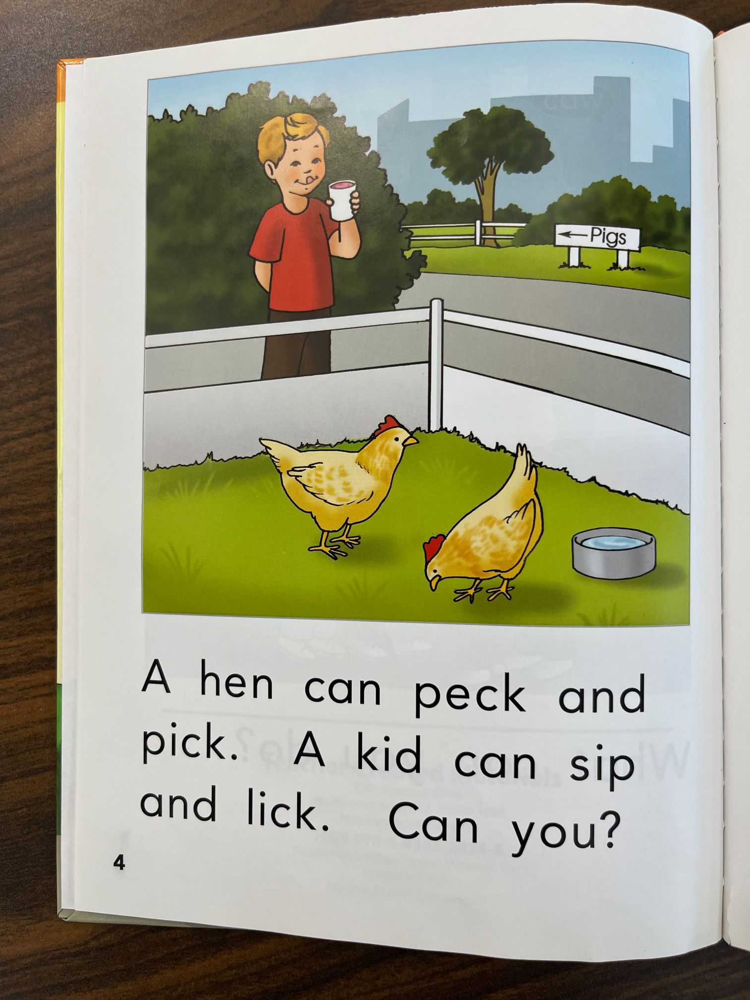 Pigs
A hen can peck and
pick. A kid can sip
and lick. Can you?
4